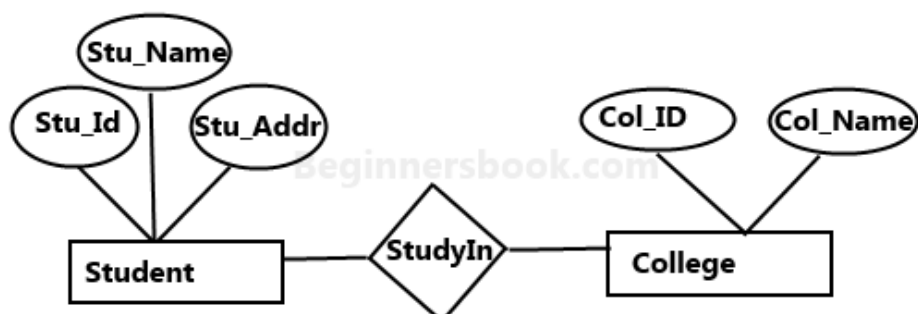 Stu_Name
Stu_Id
Stu_Addr
Col_ID
Col_Name
Beginnersbook.com
StudyIn
Student
College